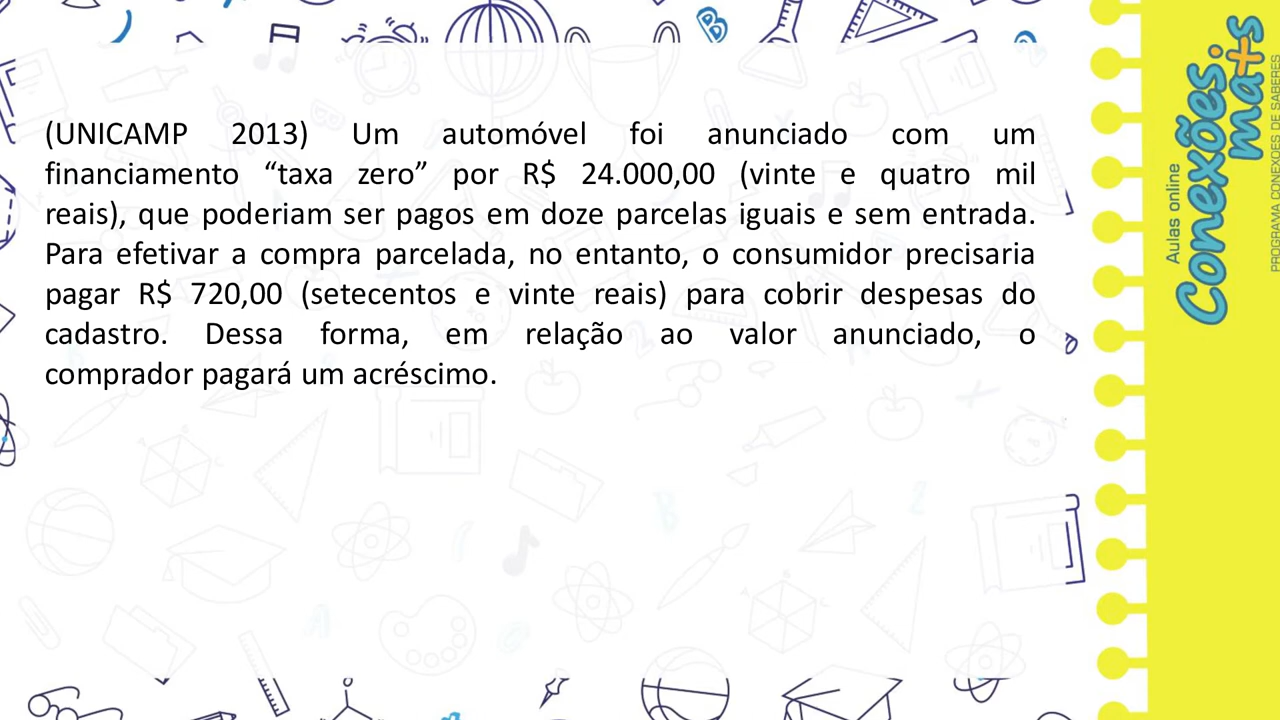 (UNICAMP 2013) Um automóvel foi anunciado com um
financiamento “taxa zero” por R$ 24.000,00 (vinte e quatro mil
reais), que poderiam ser pagos em doze parcelas iguais e sem entrada.
Para efetivar a compra parcelada, no entanto, o consumidor precisaria
pagar R$ 720,00 (setecentos e vinte reais) para cobrir despesas do
cadastro. Dessa forma, em relação ao valor anunciado, o
comprador pagará um acréscimo.
Aulas online
Conexões
ma+s
PROGRAMA CONEXÕES DE SABERES